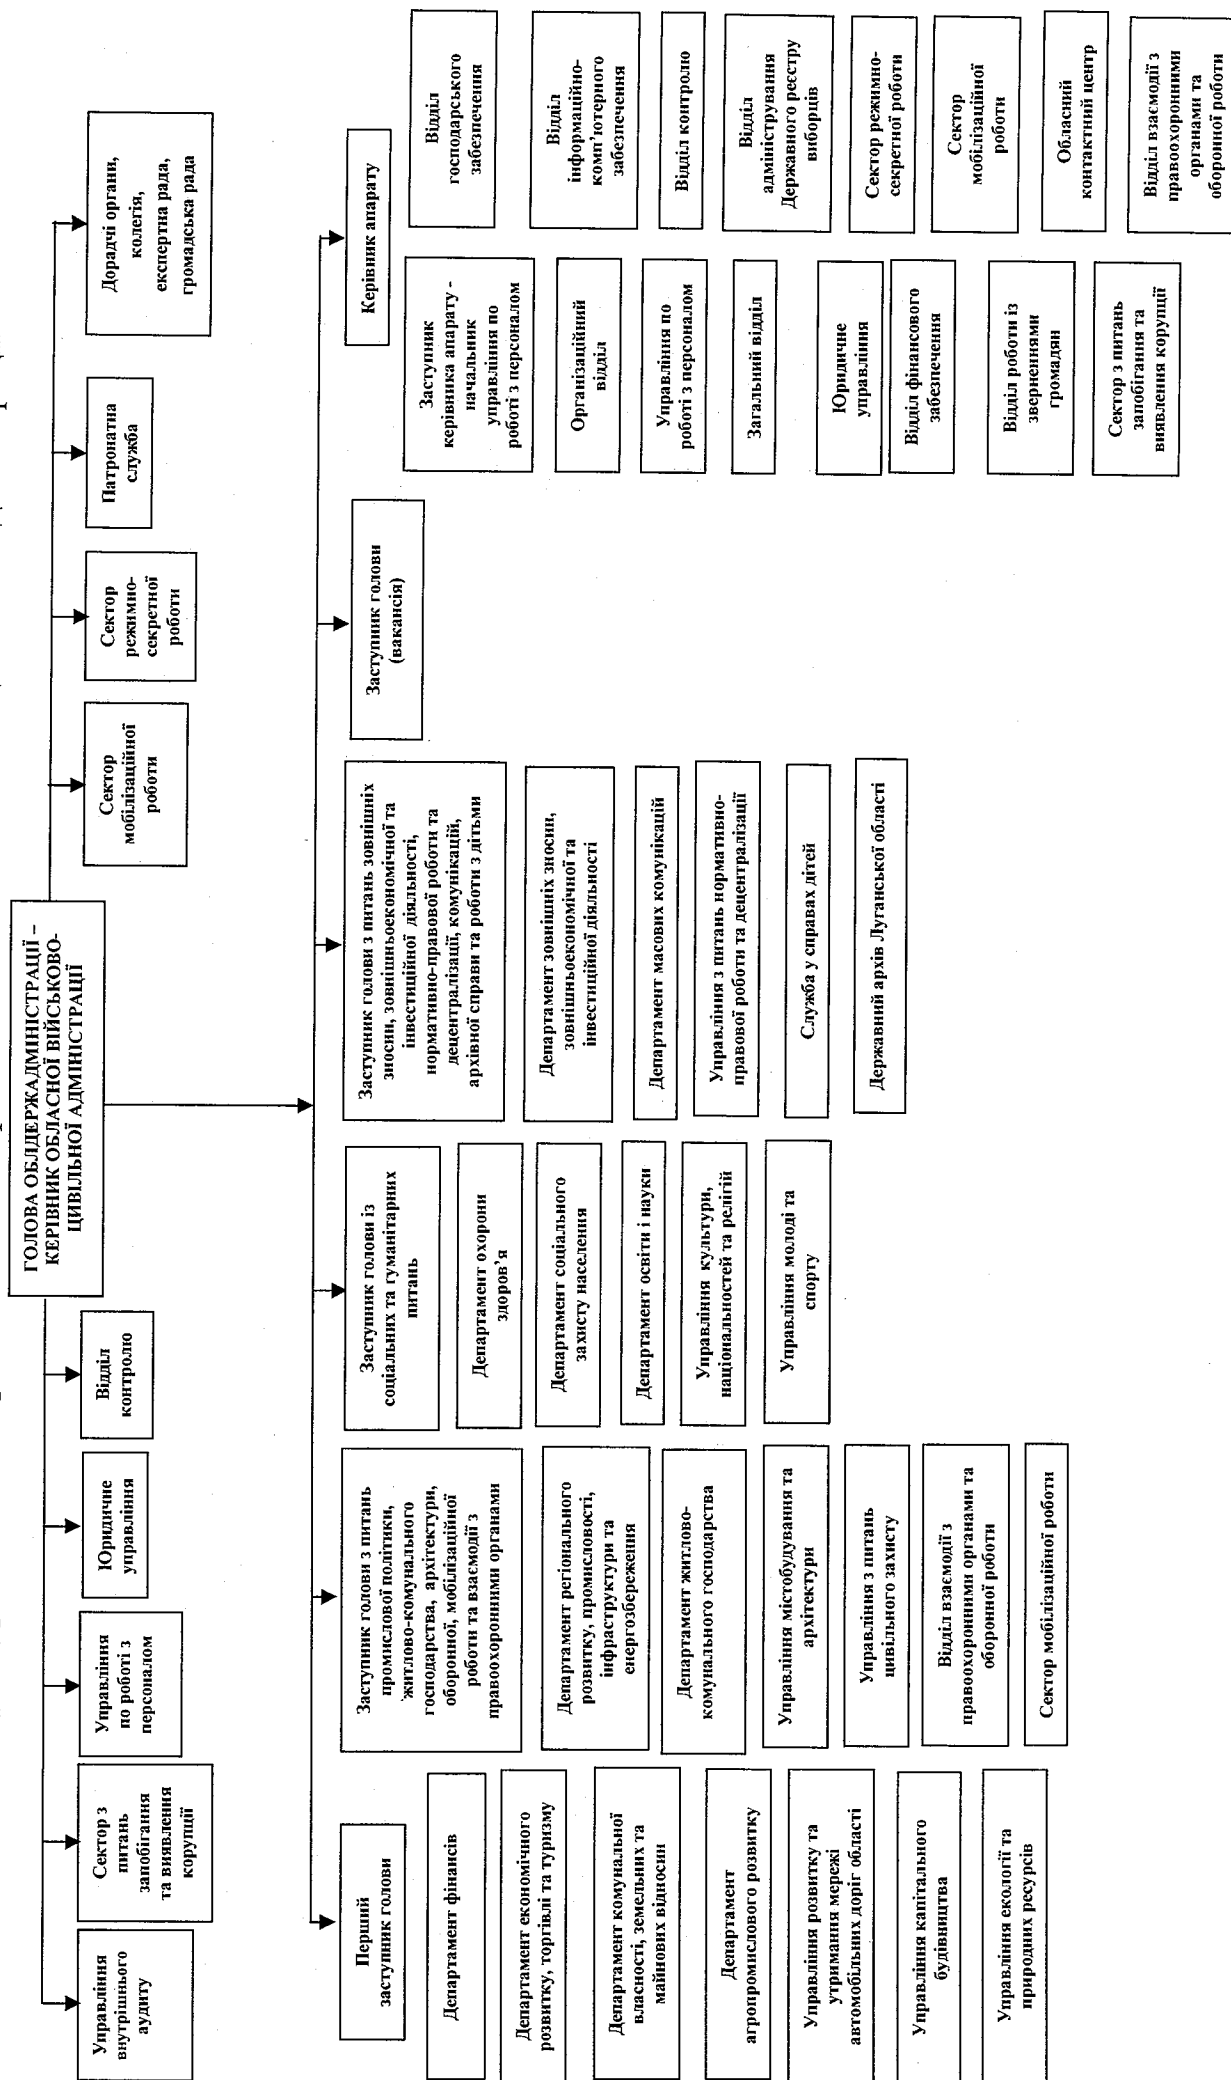 ГОЛОВА ОБЛДЕРЖАДМІНІСТРАЦІЇ –
КЕРІВНИК ОБЛАСНОЇ ВІЙСЬКОВО-
ЦИВІЛЬНОЇ АДМІНІСТРАЦІЇ
Управління
внутрішнього
аудиту
Сектор з
питань
запобігання
та виявлення
корупції
Управління
по роботі з
персоналом
Юридичне
управління
Відділ
контролю
Сектор
мобілізаційної
роботи
Сектор
режимно-
секретної
роботи
Патронатна
служба
Дорадчі органи,
колегія,
експертна рада,
громадська рада
Перший
заступник голови
Департамент фінансів
Департамент економічного
розвитку, торгівлі та туризму
Департамент комунальної
власності, земельних та
майнових відносин
Департамент
агропромислового розвитку
Управління розвитку та
утримання мережі
автомобільних доріг області
Управління капітального
будівництва
Управління екології та
природних ресурсів
Заступник голови з питань
промислової політики,
житлово-комунального
господарства, архітектури,
оборонної, мобілізаційної
роботи та взаємодії з
правоохоронними органами
Департамент регіонального
розвитку, промисловості,
інфраструктури та
енергозбереження
Департамент житлово-
комунального господарства
Управління містобудування та
архітектури
Управління з питань
цивільного захисту
Відділ взаємодії з
правоохоронними органами та
оборонної роботи
Сектор мобілізаційної роботи
Заступник голови із
соціальних та гуманітарних
питань
Департамент охорони
здоров'я
Департамент соціального
захисту населення
Департамент освіти і науки
Управління культури,
національностей та релігій
Управління молоді та
спорту
Заступник голови з питань зовнішніх
зносин, зовнішньоекономічної та
інвестиційної діяльності,
нормативно-правової роботи та
децентралізації, комунікацій,
архівної справи та роботи з дітьми
Департамент зовнішніх зносин,
зовнішньоекономічної та
інвестиційної діяльності
Департамент масових комунікацій
Управління з питань нормативно-
правової роботи та децентралізації
Служба у справах дітей
Державний архів Луганської області
Заступник голови
(вакансія)
Керівник апарату
Заступник
керівника апарату -
начальник
управління по
роботі з персоналом
Організаційний
відділ
Управління по
роботі з персоналом
Загальний відділ
Юридичне
управління
Відділ фінансового
забезпечення
Відділ роботи із
зверненнями
громадян
Сектор з питань
запобігання та
виявлення корупції
Відділ
господарського
забезпечення
Відділ
інформаційно-
комп'ютерного
забезпечення
Відділ контролю
Відділ
адміністрування
Державного реєстру
виборців
Сектор режимно-
секретної роботи
Сектор
мобілізаційної
роботи
Обласний
контактний центр
Відділ взаємодії з
правоохоронними
органами та
оборонної роботи